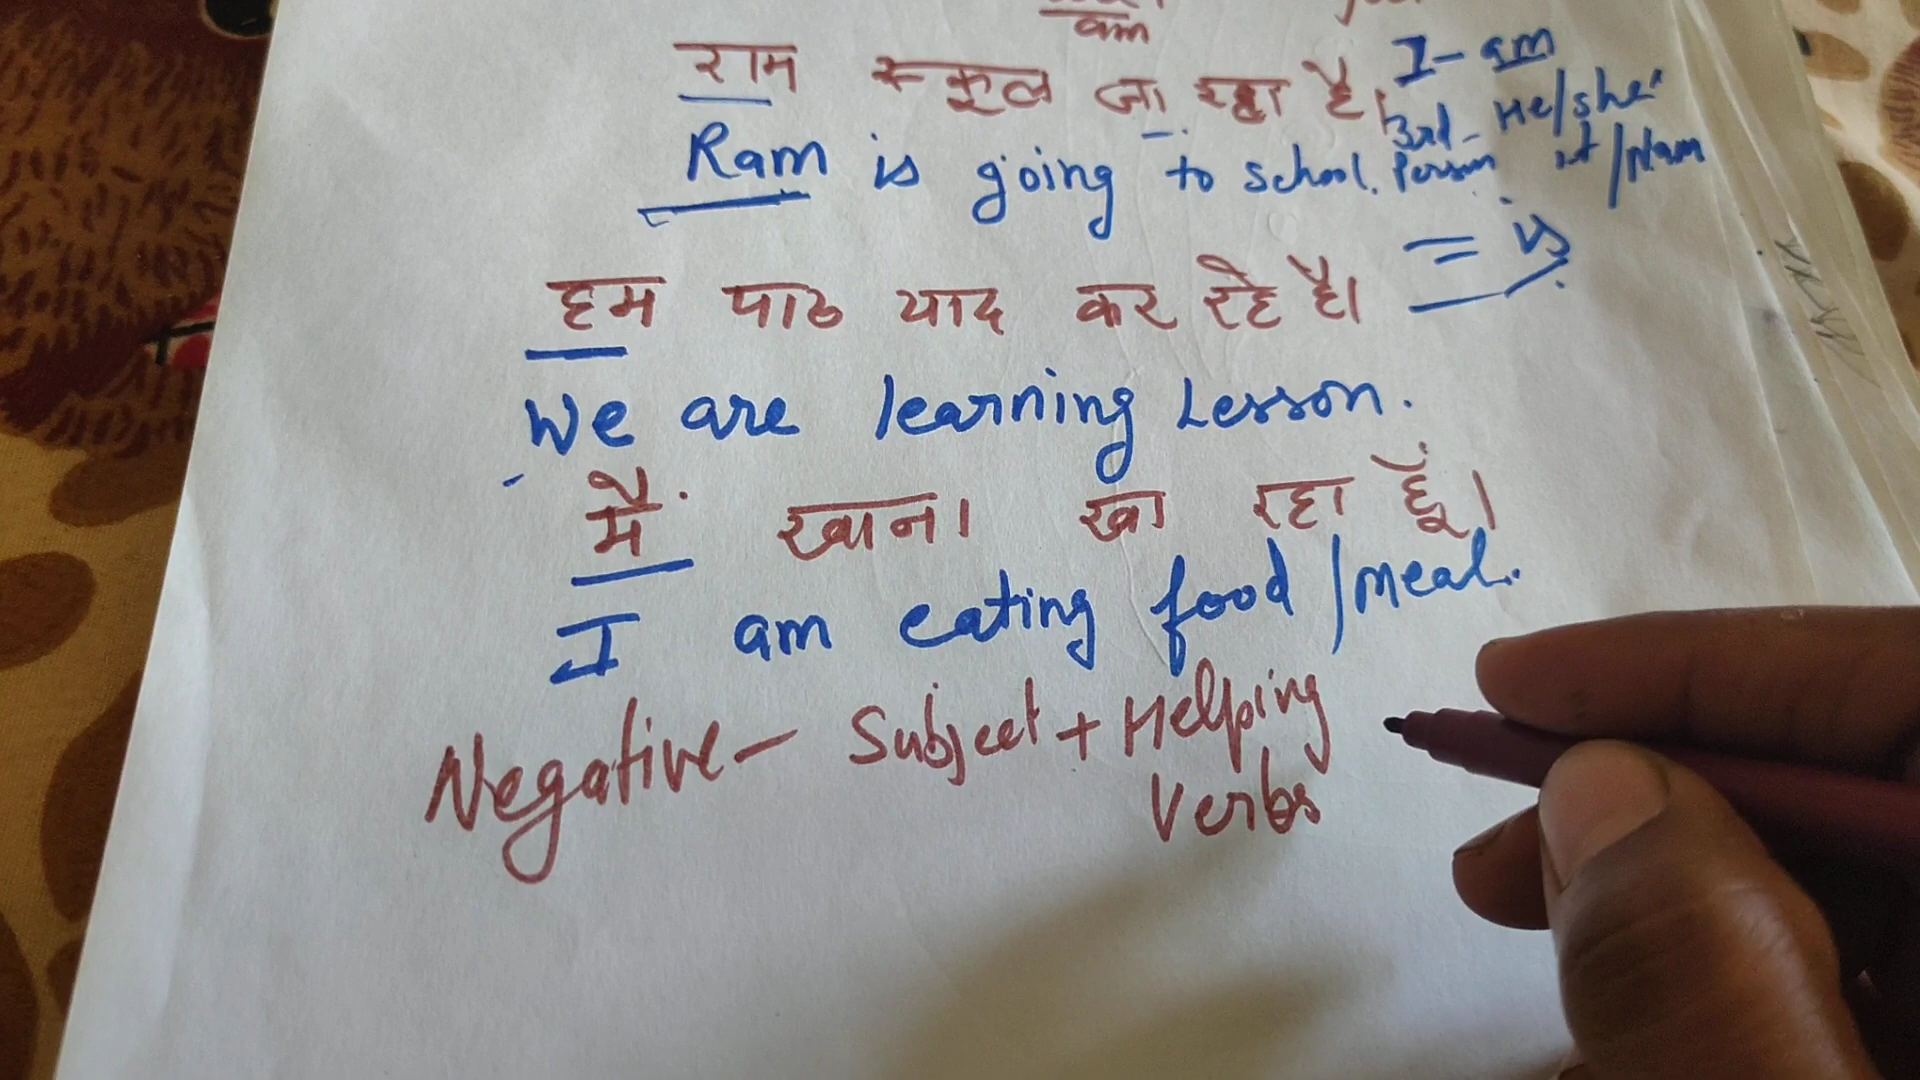 am
राम स्कूल जा रहा है।
I - am
Ram is going to school.
3rd Person - He/she
it/Nam
= is
हम पाठ याद कर रहे है।
We are learning Lesson.
मैं खाना खा रहा हूँ।
I am eating food/meal.
Negative - Subject + Helping
Verbs